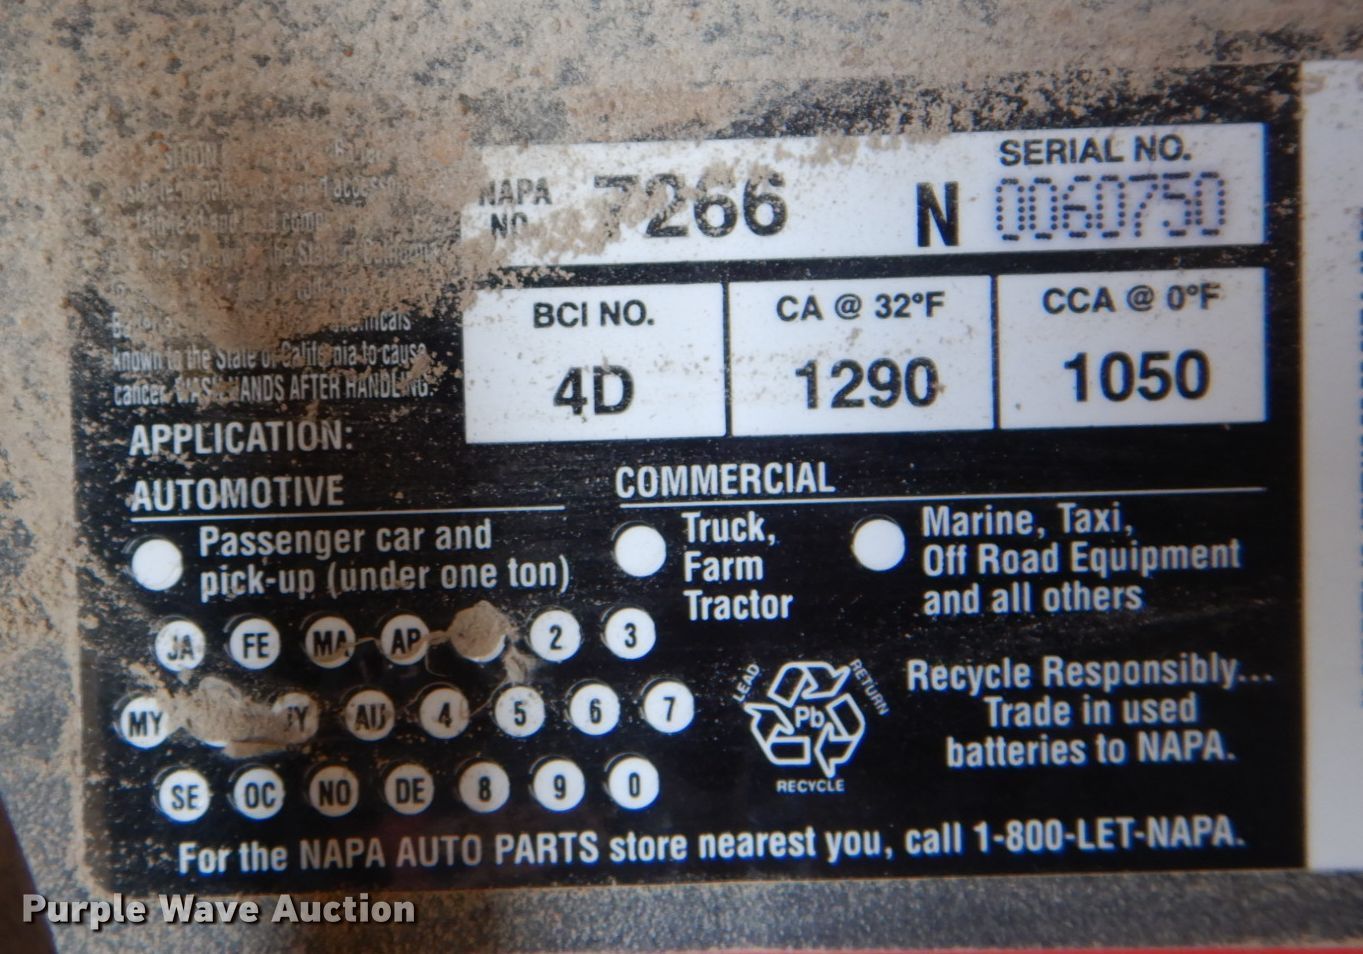 NAPA NO. 7266 N
SERIAL NO.
0060750
BCI NO.
4D
CA @ 32°F
1290
CCA @ 0°F
1050
known to the State of California to cause
cancer. WASH HANDS AFTER HANDLING.
APPLICATION:
AUTOMOTIVE
Passenger car and
pick-up (under one ton)
COMMERCIAL
Truck,
Farm
Tractor
Marine, Taxi,
Off Road Equipment
and all others
JA FE MA AP 2 3
MY AU 4 5 6 7
SE OC NO DE 8 9 0
LEAD
RETURN
Pb
RECYCLE
Recycle Responsibly...
Trade in used
batteries to NAPA.
For the NAPA AUTO PARTS store nearest you, call 1-800-LET-NAPA.
Purple Wave Auction